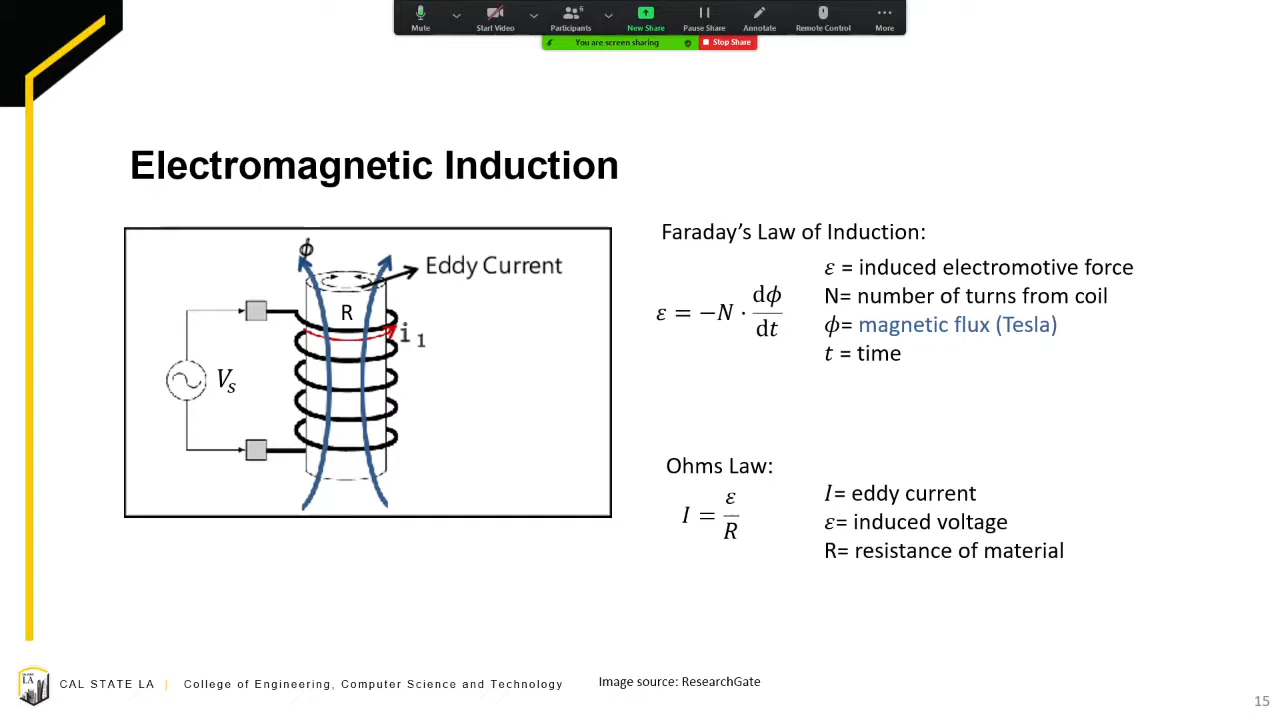 Mute
Start Video
6
Participants
New Share
Pause Share
Annotate
Remote Control
More
You are screen sharing
Stop Share
Electromagnetic Induction
ϕ
Eddy Current
R
i 1
Vs
Faraday’s Law of Induction:
ε = −N · dϕ/dt
ε = induced electromotive force
N= number of turns from coil
ϕ= magnetic flux (Tesla)
t = time
Ohms Law:
I = ε/R
I= eddy current
ε= induced voltage
R= resistance of material
LA
CAL STATE LA | College of Engineering, Computer Science and Technology
Image source: ResearchGate
15